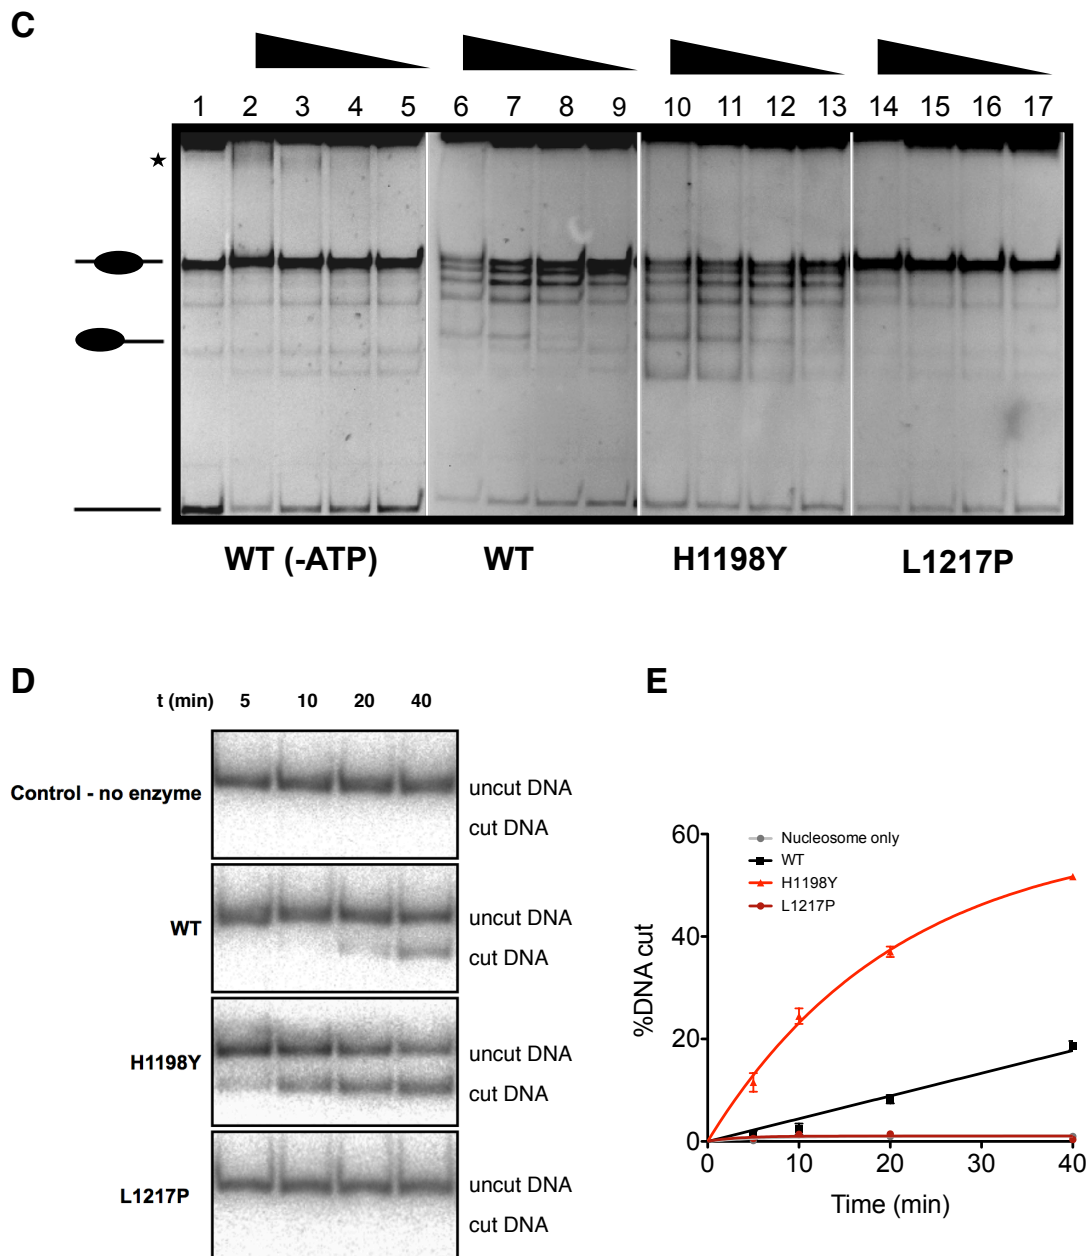 C
1 2 3 4 5 6 7 8 9 10 11 12 13 14 15 16 17
★
WT (-ATP) WT H1198Y L1217P
D
t (min) 5 10 20 40
Control - no enzyme
uncut DNA
cut DNA
WT
uncut DNA
cut DNA
H1198Y
uncut DNA
cut DNA
L1217P
uncut DNA
cut DNA
E
60
40
20
0
%DNA cut
Nucleosome only
WT
H1198Y
L1217P
0 10 20 30 40
Time (min)